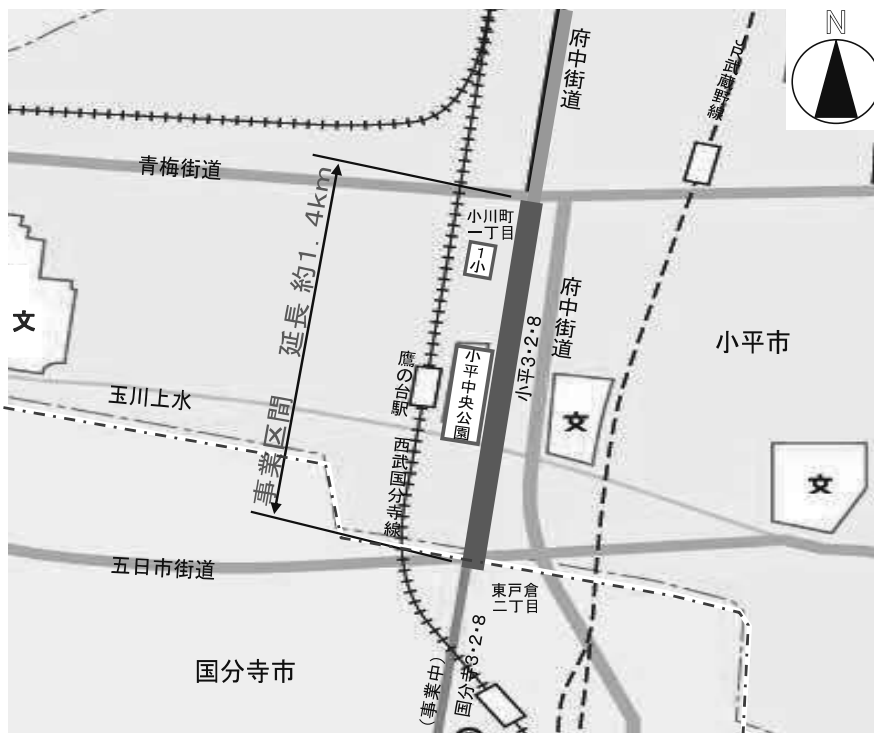 N
府中街道
JR武蔵野線
青梅街道
小川町
一丁目
1小
事業区間 延長 約1.4km
府中街道
小平3・2・8
小平市
文
鷹の台駅
小平中央公園
玉川上水
文
西武国分寺線
文
五日市街道
東戸倉
二丁目
国分寺市
国分寺3・2・8
(事業中)